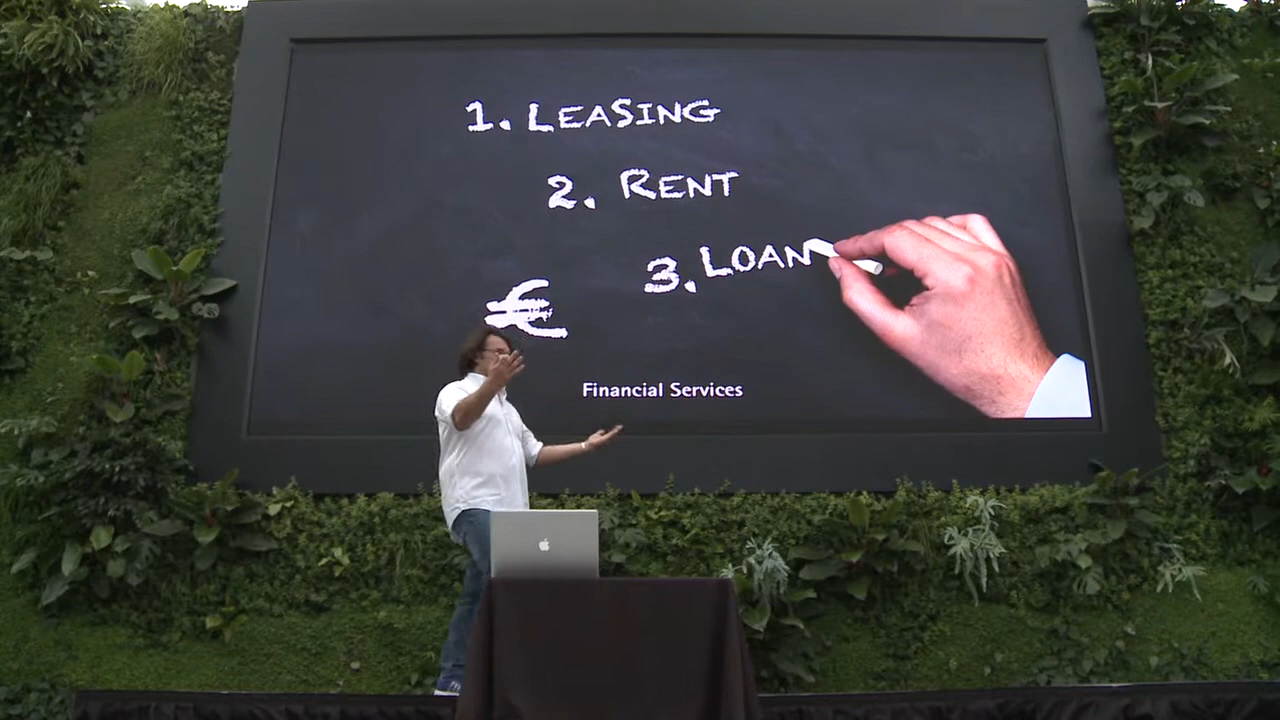 1. LEASING
2. RENT
3. LOAN
€
Financial Services